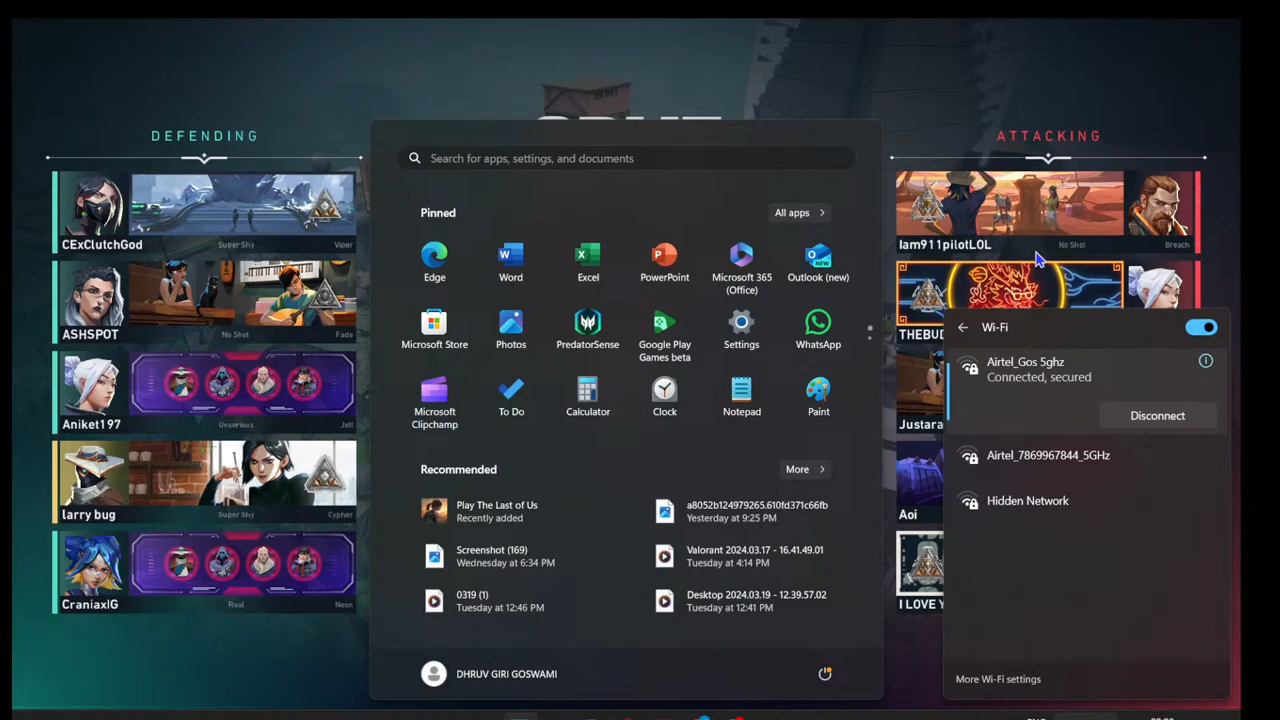 DEFENDING
CExClutchGod
Super Shy
Viper
ASHSPOT
No Shot
Fade
Aniket197
Unserious
Jett
larry bug
Super Shy
Cypher
CraniaxIG
Real
Neon
Search for apps, settings, and documents
Pinned
All apps
Edge
Word
Excel
PowerPoint
Microsoft 365
(Office)
Outlook (new)
Microsoft Store
Photos
PredatorSense
Google Play
Games beta
Settings
WhatsApp
Microsoft
Clipchamp
To Do
Calculator
Clock
Notepad
Paint
Recommended
More
Play The Last of Us
Recently added
a8052b124979265.610fd371c66fb
Yesterday at 9:25 PM
Screenshot (169)
Wednesday at 6:34 PM
Valorant 2024.03.17 - 16.41.49.01
Tuesday at 4:14 PM
0319 (1)
Tuesday at 12:46 PM
Desktop 2024.03.19 - 12.39.57.02
Tuesday at 12:41 PM
DHRUV GIRI GOSWAMI
ATTACKING
Iam911pilotLOL
No Shot
Breach
THEBUD
Justara
Aoi
I LOVE Y
Wi-Fi
Airtel_Gos 5ghz
Connected, secured
Disconnect
Airtel_7869967844_5GHz
Hidden Network
More Wi-Fi settings